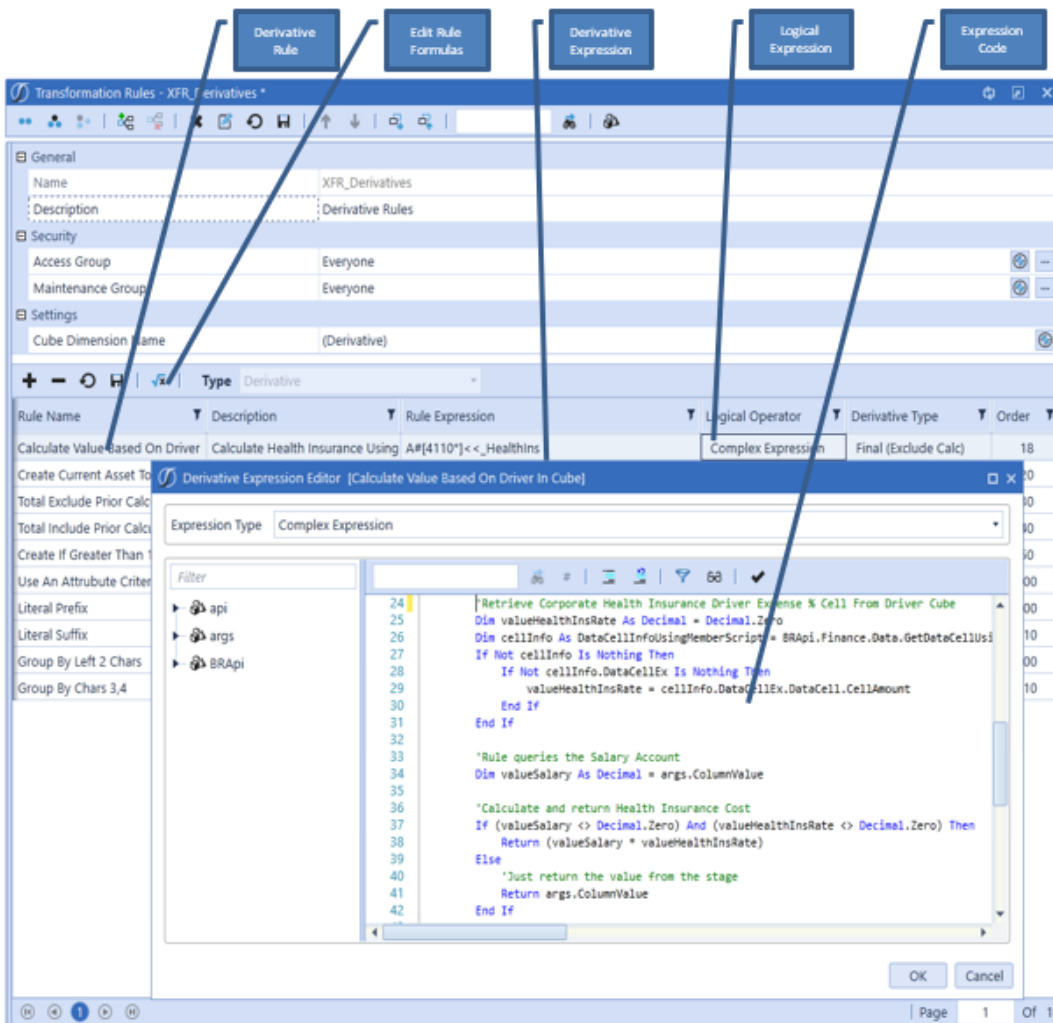 Derivative
Rule
Edit Rule
Formulas
Derivative
Expression
Logical
Expression
Expression
Code
Transformation Rules - XFR_Derivatives *
General
Name XFR_Derivatives
Description Derivative Rules
Security
Access Group Everyone
Maintenance Group Everyone
Settings
Cube Dimension Name (Derivative)
Type Derivative
Rule Name Description Rule Expression Logical Operator Derivative Type Order
Calculate Value Based On Driver Calculate Health Insurance Using A#[4110*]<<_HealthIns Complex Expression Final (Exclude Calc) 18
Create Current Asset To
Total Exclude Prior Calc
Total Include Prior Calcu
Create If Greater Than 1
Use An Attrubute Criter
Literal Prefix
Literal Suffix
Group By Left 2 Chars
Group By Chars 3,4
Derivative Expression Editor [Calculate Value Based On Driver In Cube]
Expression Type Complex Expression
Filter
api
args
BRApi
24 'Retrieve Corporate Health Insurance Driver Expense % Cell From Driver Cube
25 Dim valueHealthInsRate As Decimal = Decimal.Zero
26 Dim cellInfo As DataCellInfoUsingMemberScript = BRApi.Finance.Data.GetDataCellUsi
27 If Not cellInfo Is Nothing Then
28 If Not cellInfo.DataCellEx Is Nothing Then
29 valueHealthInsRate = cellInfo.DataCellEx.DataCell.CellAmount
30 End If
31 End If
32
33 'Rule queries the Salary Account
34 Dim valueSalary As Decimal = args.ColumnValue
35
36 'Calculate and return Health Insurance Cost
37 If (valueSalary <> Decimal.Zero) And (valueHealthInsRate <> Decimal.Zero) Then
38 Return (valueSalary * valueHealthInsRate)
39 Else
40 'Just return the value from the stage
41 Return args.ColumnValue
42 End If
OK Cancel
Page 1 Of 1